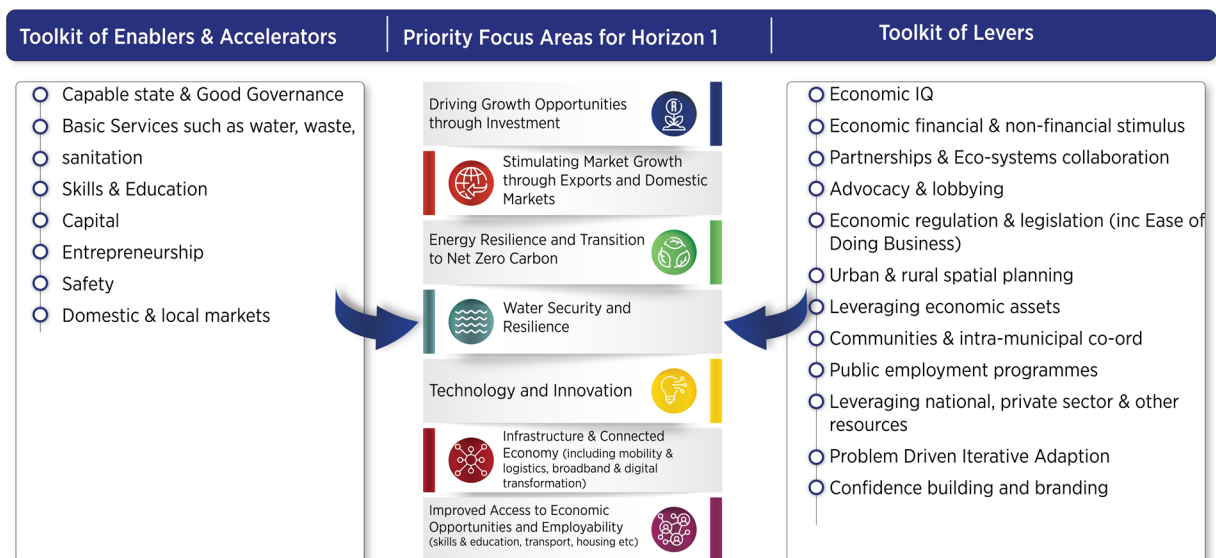 Toolkit of Enablers & Accelerators
Priority Focus Areas for Horizon 1
Toolkit of Levers
Capable state & Good Governance
Basic Services such as water, waste,
sanitation
Skills & Education
Capital
Entrepreneurship
Safety
Domestic & local markets
Driving Growth Opportunities
through Investment
R
Stimulating Market Growth
through Exports and Domestic
Markets
Energy Resilience and Transition
to Net Zero Carbon
Water Security and
Resilience
Technology and Innovation
Infrastructure & Connected
Economy (including mobility &
logistics, broadband & digital
transformation)
Improved Access to Economic
Opportunities and Employability
(skills & education, transport, housing etc)
Economic IQ
Economic financial & non-financial stimulus
Partnerships & Eco-systems collaboration
Advocacy & lobbying
Economic regulation & legislation (inc Ease of
Doing Business)
Urban & rural spatial planning
Leveraging economic assets
Communities & intra-municipal co-ord
Public employment programmes
Leveraging national, private sector & other
resources
Problem Driven Iterative Adaption
Confidence building and branding